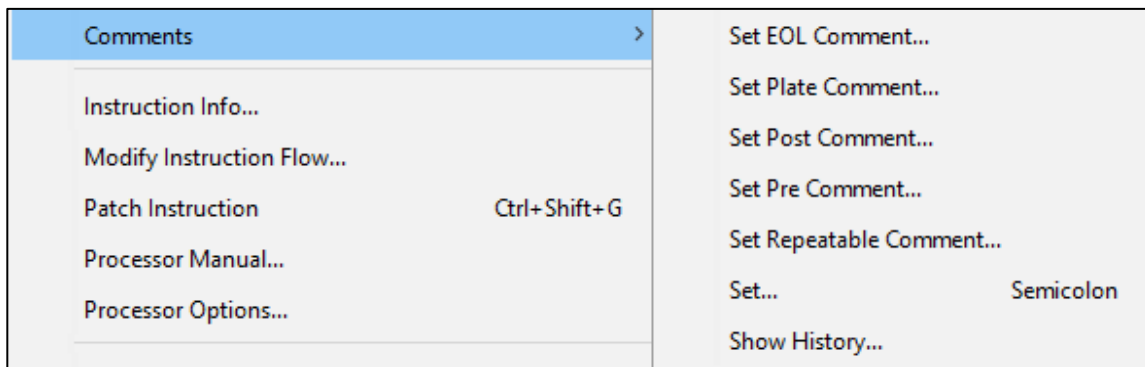 Comments
Instruction Info...
Modify Instruction Flow...
Patch Instruction Ctrl+Shift+G
Processor Manual...
Processor Options...
Set EOL Comment...
Set Plate Comment...
Set Post Comment...
Set Pre Comment...
Set Repeatable Comment...
Set... Semicolon
Show History...